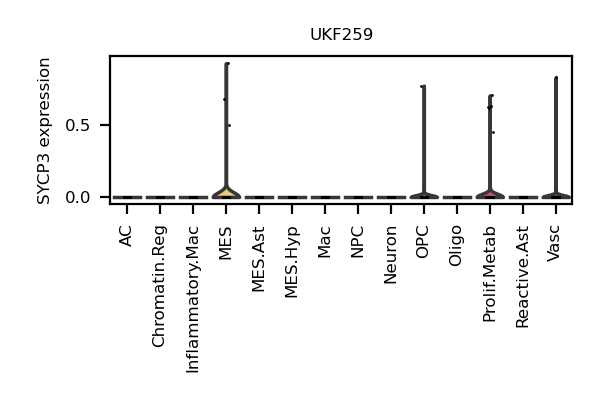 UKF259
SYCP3 expression
0.5
0.0
AC
Chromatin.Reg
Inflammatory.Mac
MES
MES.Ast
MES.Hyp
Mac
NPC
Neuron
OPC
Oligo
Prolif.Metab
Reactive.Ast
Vasc